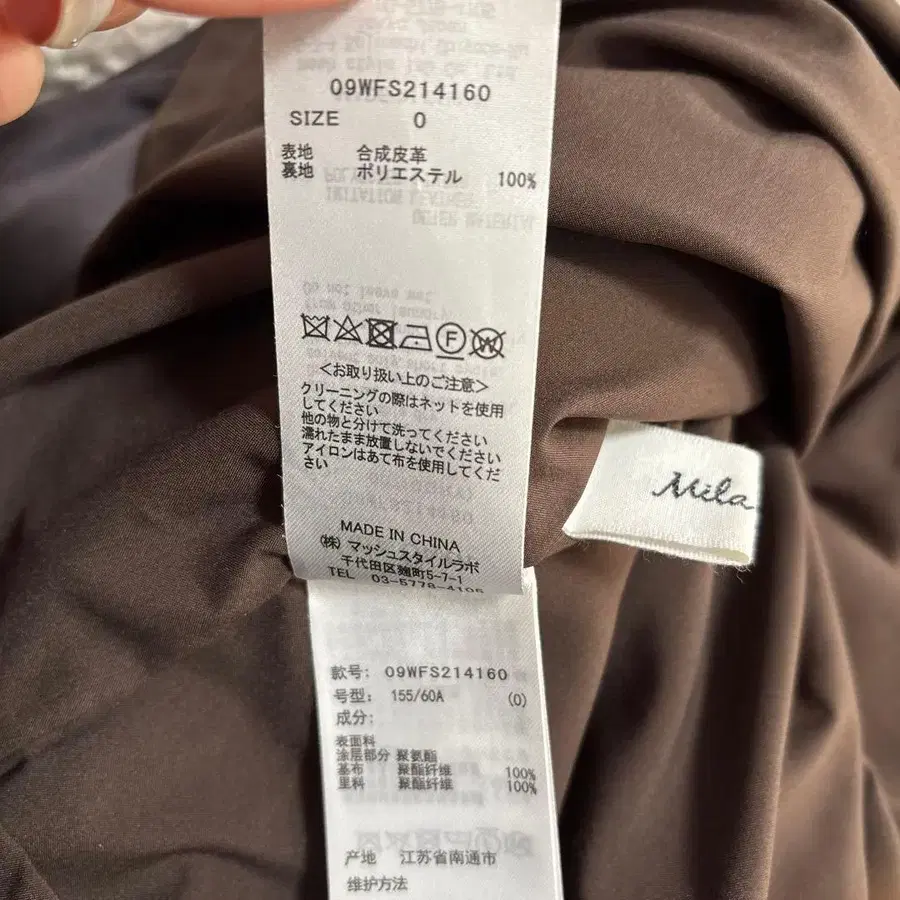 09WFS214160
SIZE 0
表地 合成皮革
裏地 ポリエステル 100%
F W
<お取り扱い上のご注意>
クリーニングの際はネットを使用
してください
他の物と分けて洗ってください
濡れたまま放置しないでください
アイロンはあて布を使用してくだ
さい
MADE IN CHINA
(株) マッシュスタイルラボ
千代田区麹町5-7-1
TEL 03-5778-4105
Mila
款号: 09WFS214160
号型: 155/60A (0)
成分:
表面料
涂层部分 聚氨酯
基布 聚酯纤维 100%
里料 聚酯纤维 100%
产地 江苏省南通市
维护方法